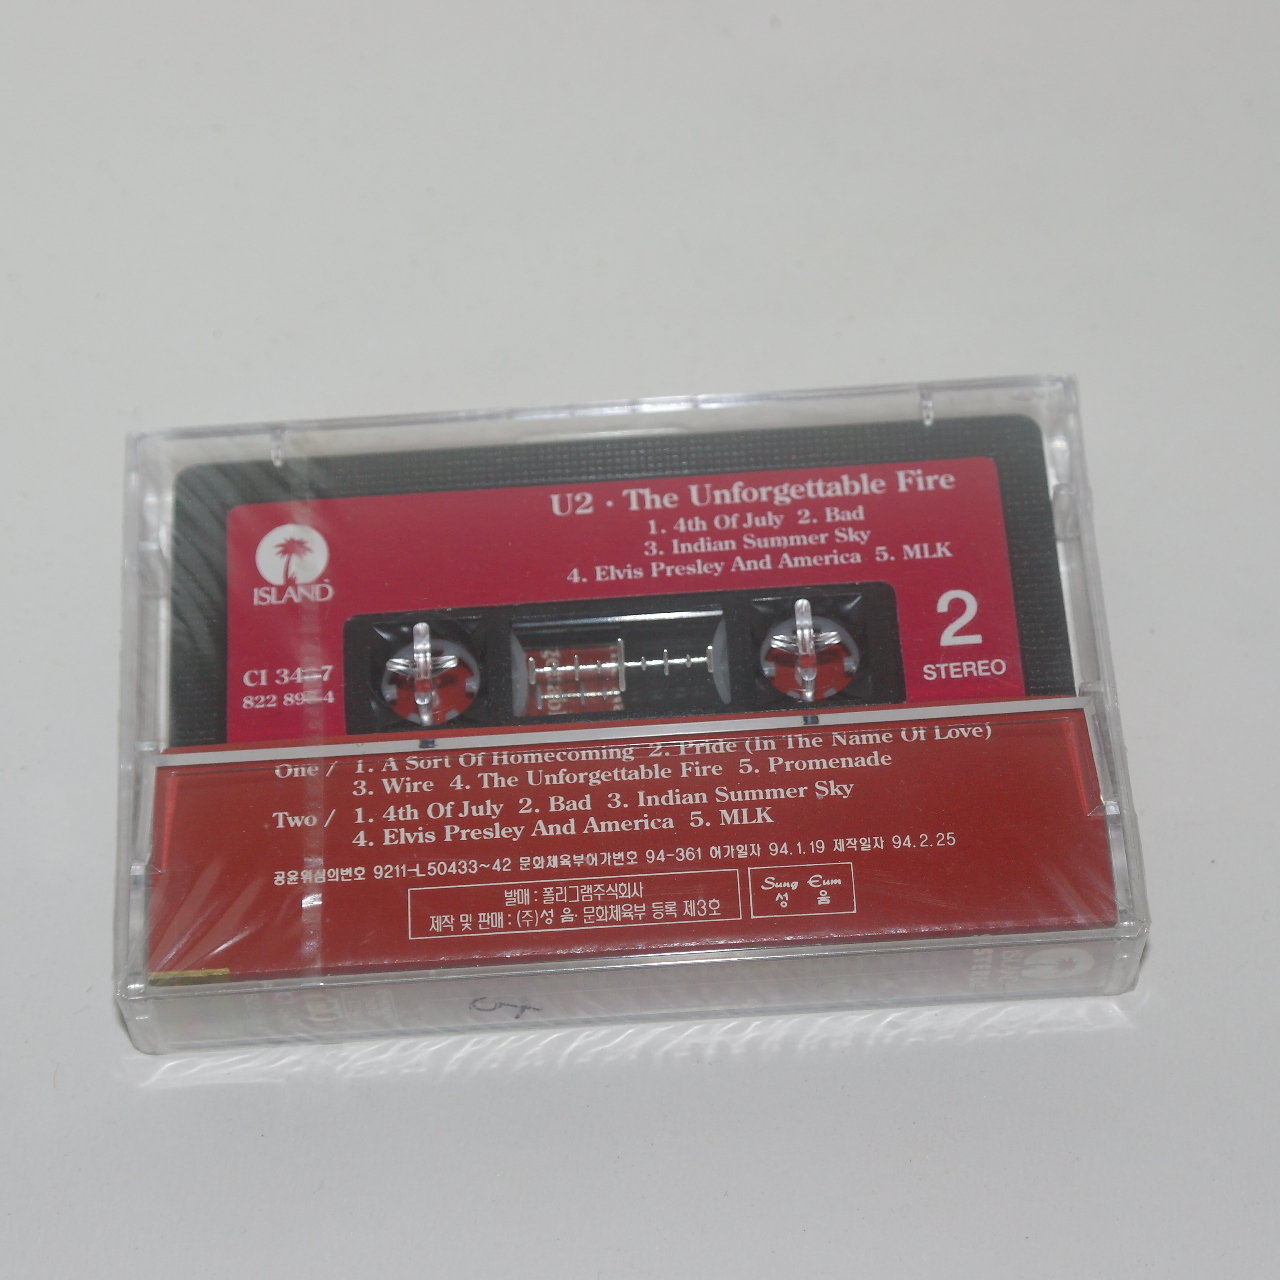 U2 · The Unforgettable Fire
1. 4th Of July 2. Bad
3. Indian Summer Sky
4. Elvis Presley And America 5. MLK
ISLAND
2
STEREO
CI
822
One / 1. A Sort Of Homecoming 2. Pride (In The Name Of Love)
3. Wire 4. The Unforgettable Fire 5. Promenade
Two / 1. 4th Of July 2. Bad 3. Indian Summer Sky
4. Elvis Presley And America 5. MLK
공윤위심의번호 9211-L50433~42 문화체육부허가번호 94-361 허가일자 94.1.19 제작일자 94.2.25
발매 : 폴리그램주식회사
제작 및 판매 : (주)성 음· 문화체육부 등록 제3호
Sung Eum
성 음